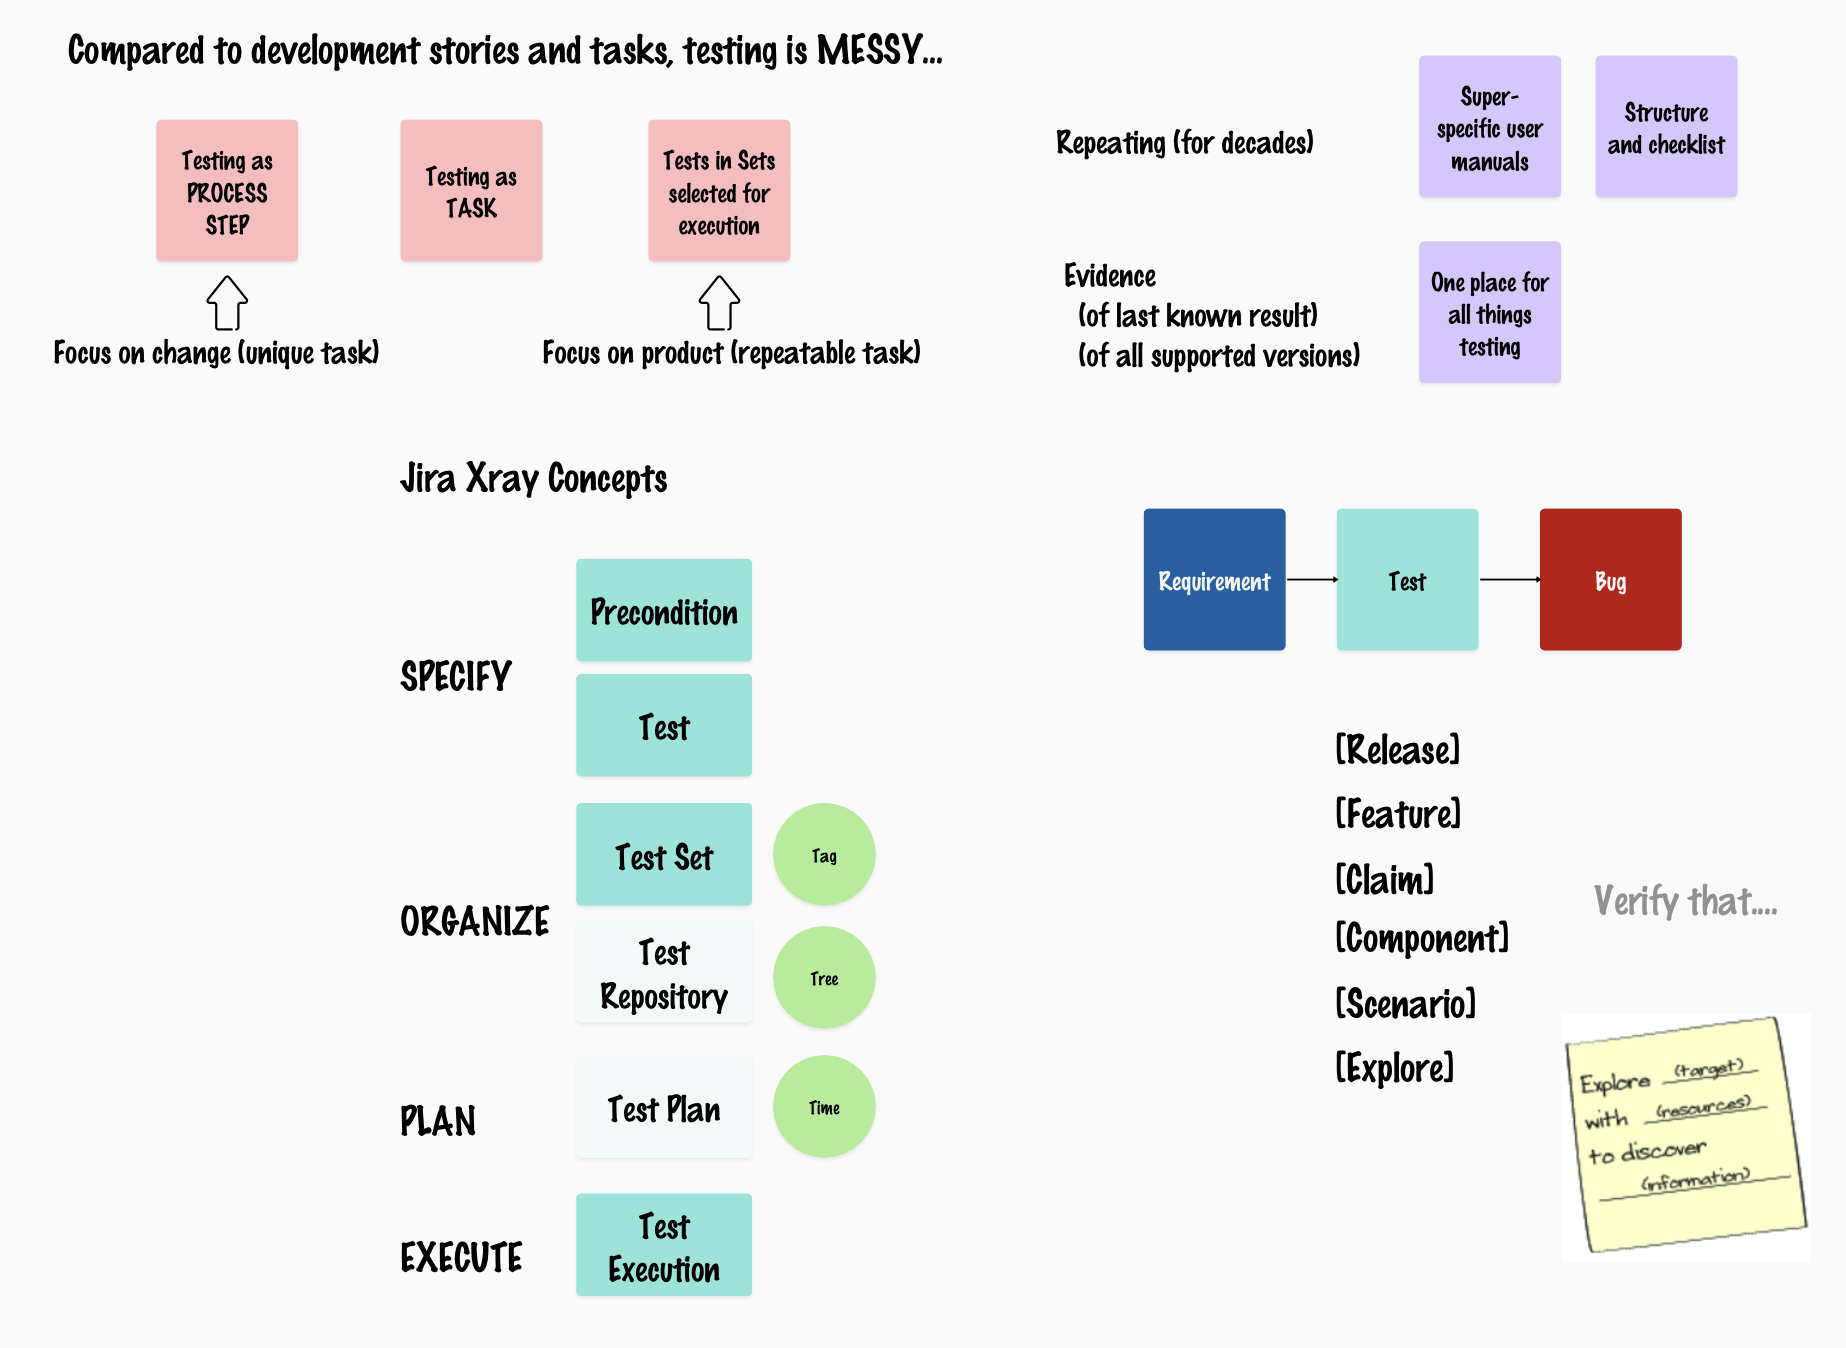 Compared to development stories and tasks, testing is MESSY...
Testing as
PROCESS
STEP
Testing as
TASK
Tests in Sets
selected for
execution
Focus on change (unique task)
Focus on product (repeatable task)
Repeating (for decades)
Super-
specific user
manuals
Structure
and checklist
Evidence
(of last known result)
(of all supported versions)
One place for
all things
testing
Jira Xray Concepts
SPECIFY
Precondition
Test
ORGANIZE
Test Set
Tag
Test
Repository
Tree
PLAN
Test Plan
Time
EXECUTE
Test
Execution
Requirement
Test
Bug
[Release]
[Feature]
[Claim]
[Component]
[Scenario]
[Explore]
Verify that....
Explore (target)
with (resources)
to discover
(information)